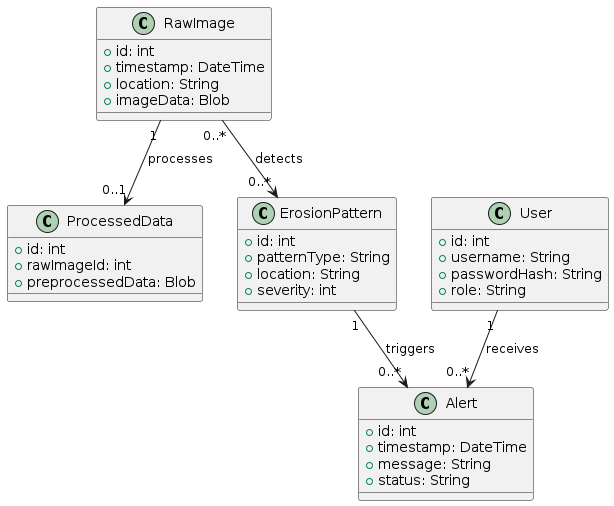 C RawImage
id: int
timestamp: DateTime
location: String
imageData: Blob
1
0..*
processes
detects
0..1
0..*
C ProcessedData
id: int
rawImageId: int
preprocessedData: Blob
C ErosionPattern
id: int
patternType: String
location: String
severity: int
C User
id: int
username: String
passwordHash: String
role: String
1
1
triggers
receives
0..*
0..*
C Alert
id: int
timestamp: DateTime
message: String
status: String